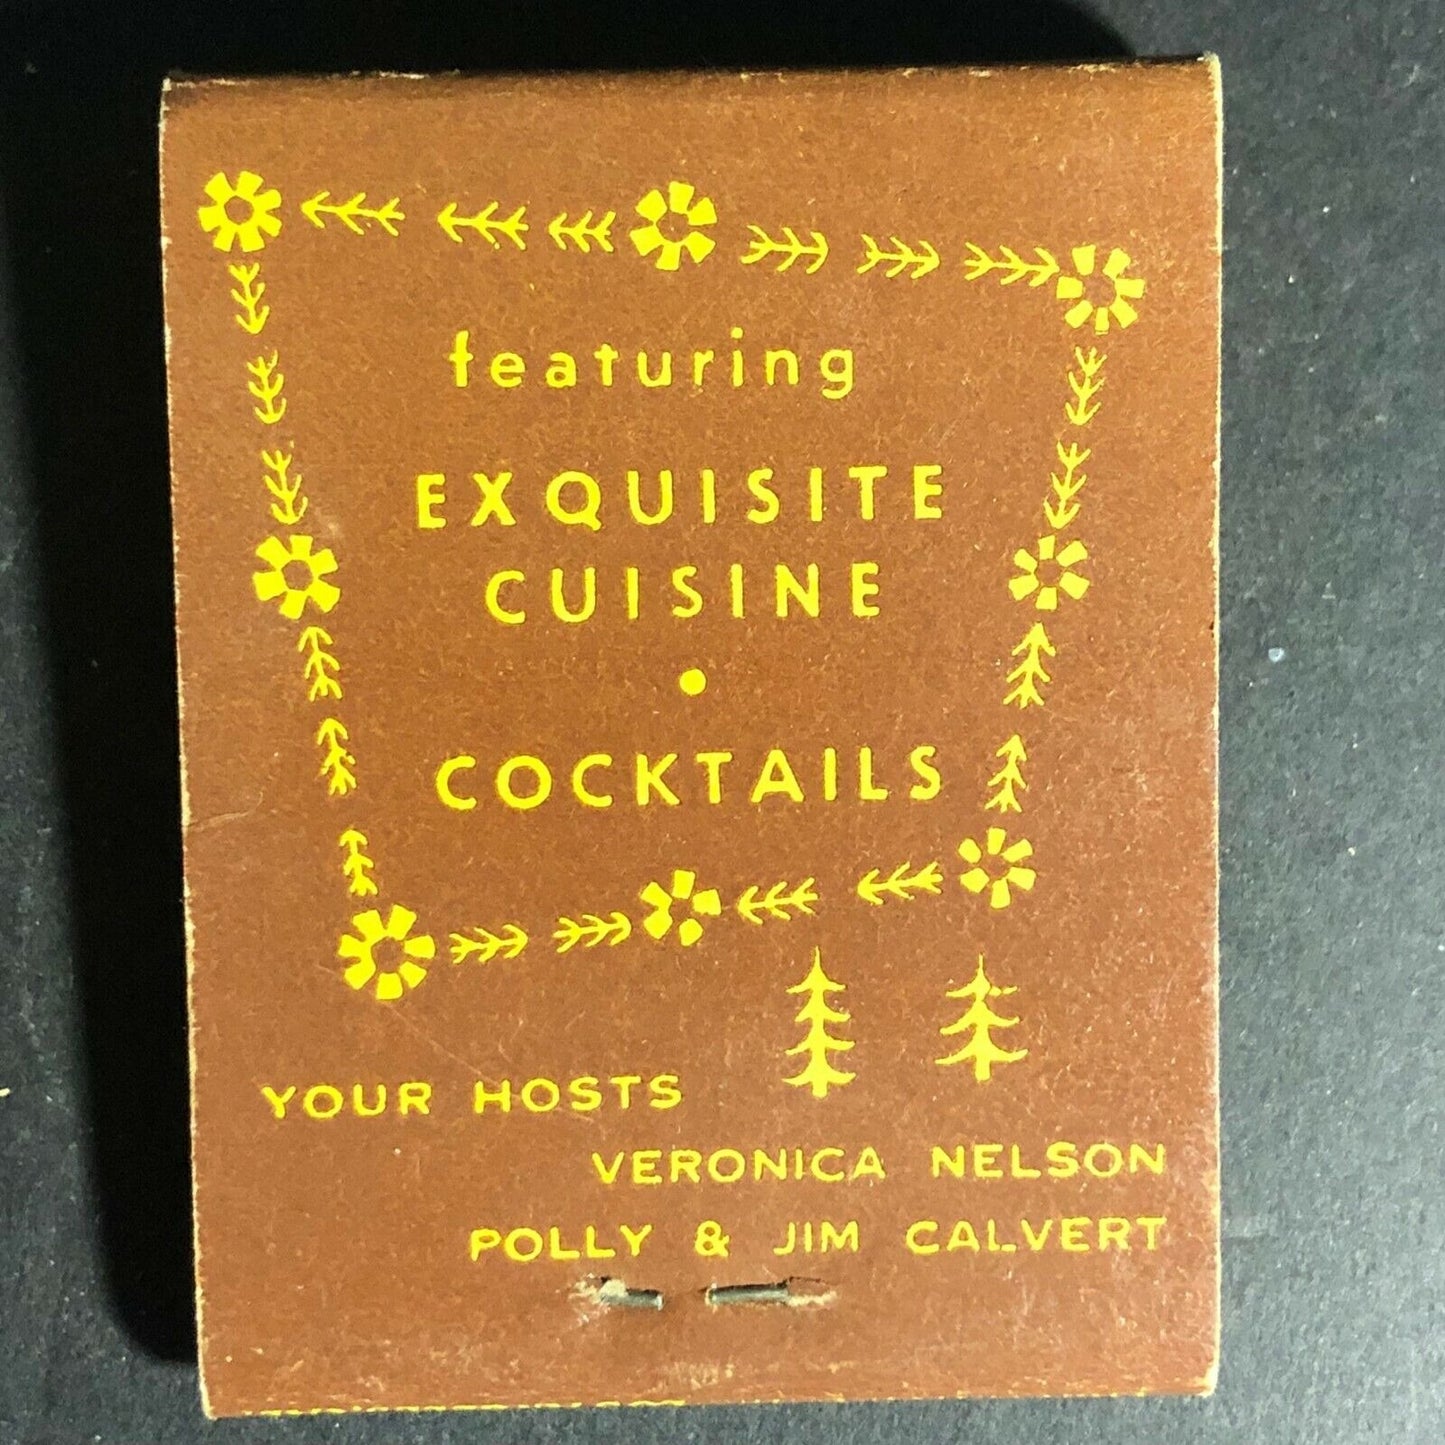 featuring
EXQUISITE
CUISINE
•
COCKTAILS
YOUR HOSTS
VERONICA NELSON
POLLY & JIM CALVERT